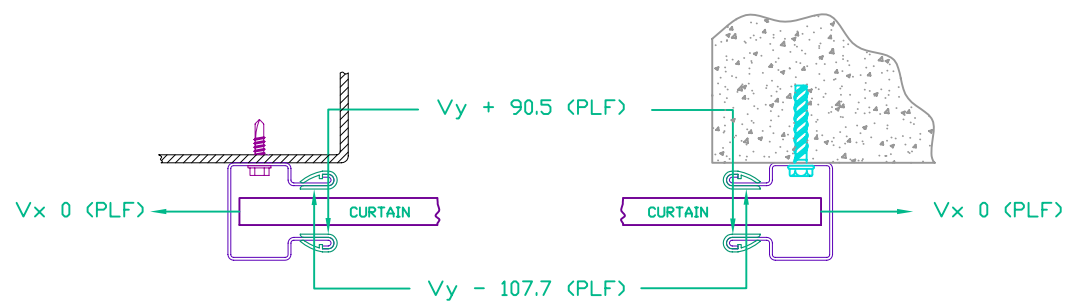 Vy + 90.5 (PLF)
Vx 0 (PLF)
CURTAIN
CURTAIN
Vx 0 (PLF)
Vy - 107.7 (PLF)